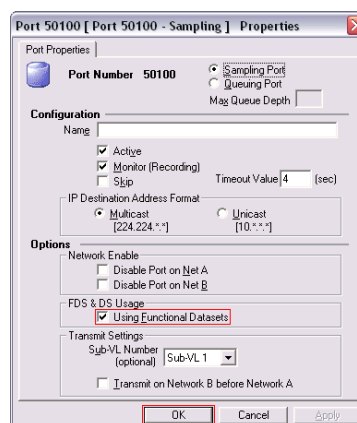 Port 50100 [ Port 50100 - Sampling ] Properties
Port Properties
Port Number 50100
Sampling Port
Queuing Port
Max Queue Depth
Configuration
Name
Active
Monitor (Recording)
Skip
Timeout Value 4 (sec)
IP Destination Address Format
Multicast Unicast
[224.224.*.*] [10.*.*.*]
Options
Network Enable
Disable Port on Net A
Disable Port on Net B
FDS & DS Usage
Using Functional Datasets
Transmit Settings
Sub-VL Number
(optional) Sub-VL 1
Transmit on Network B before Network A
OK Cancel Apply